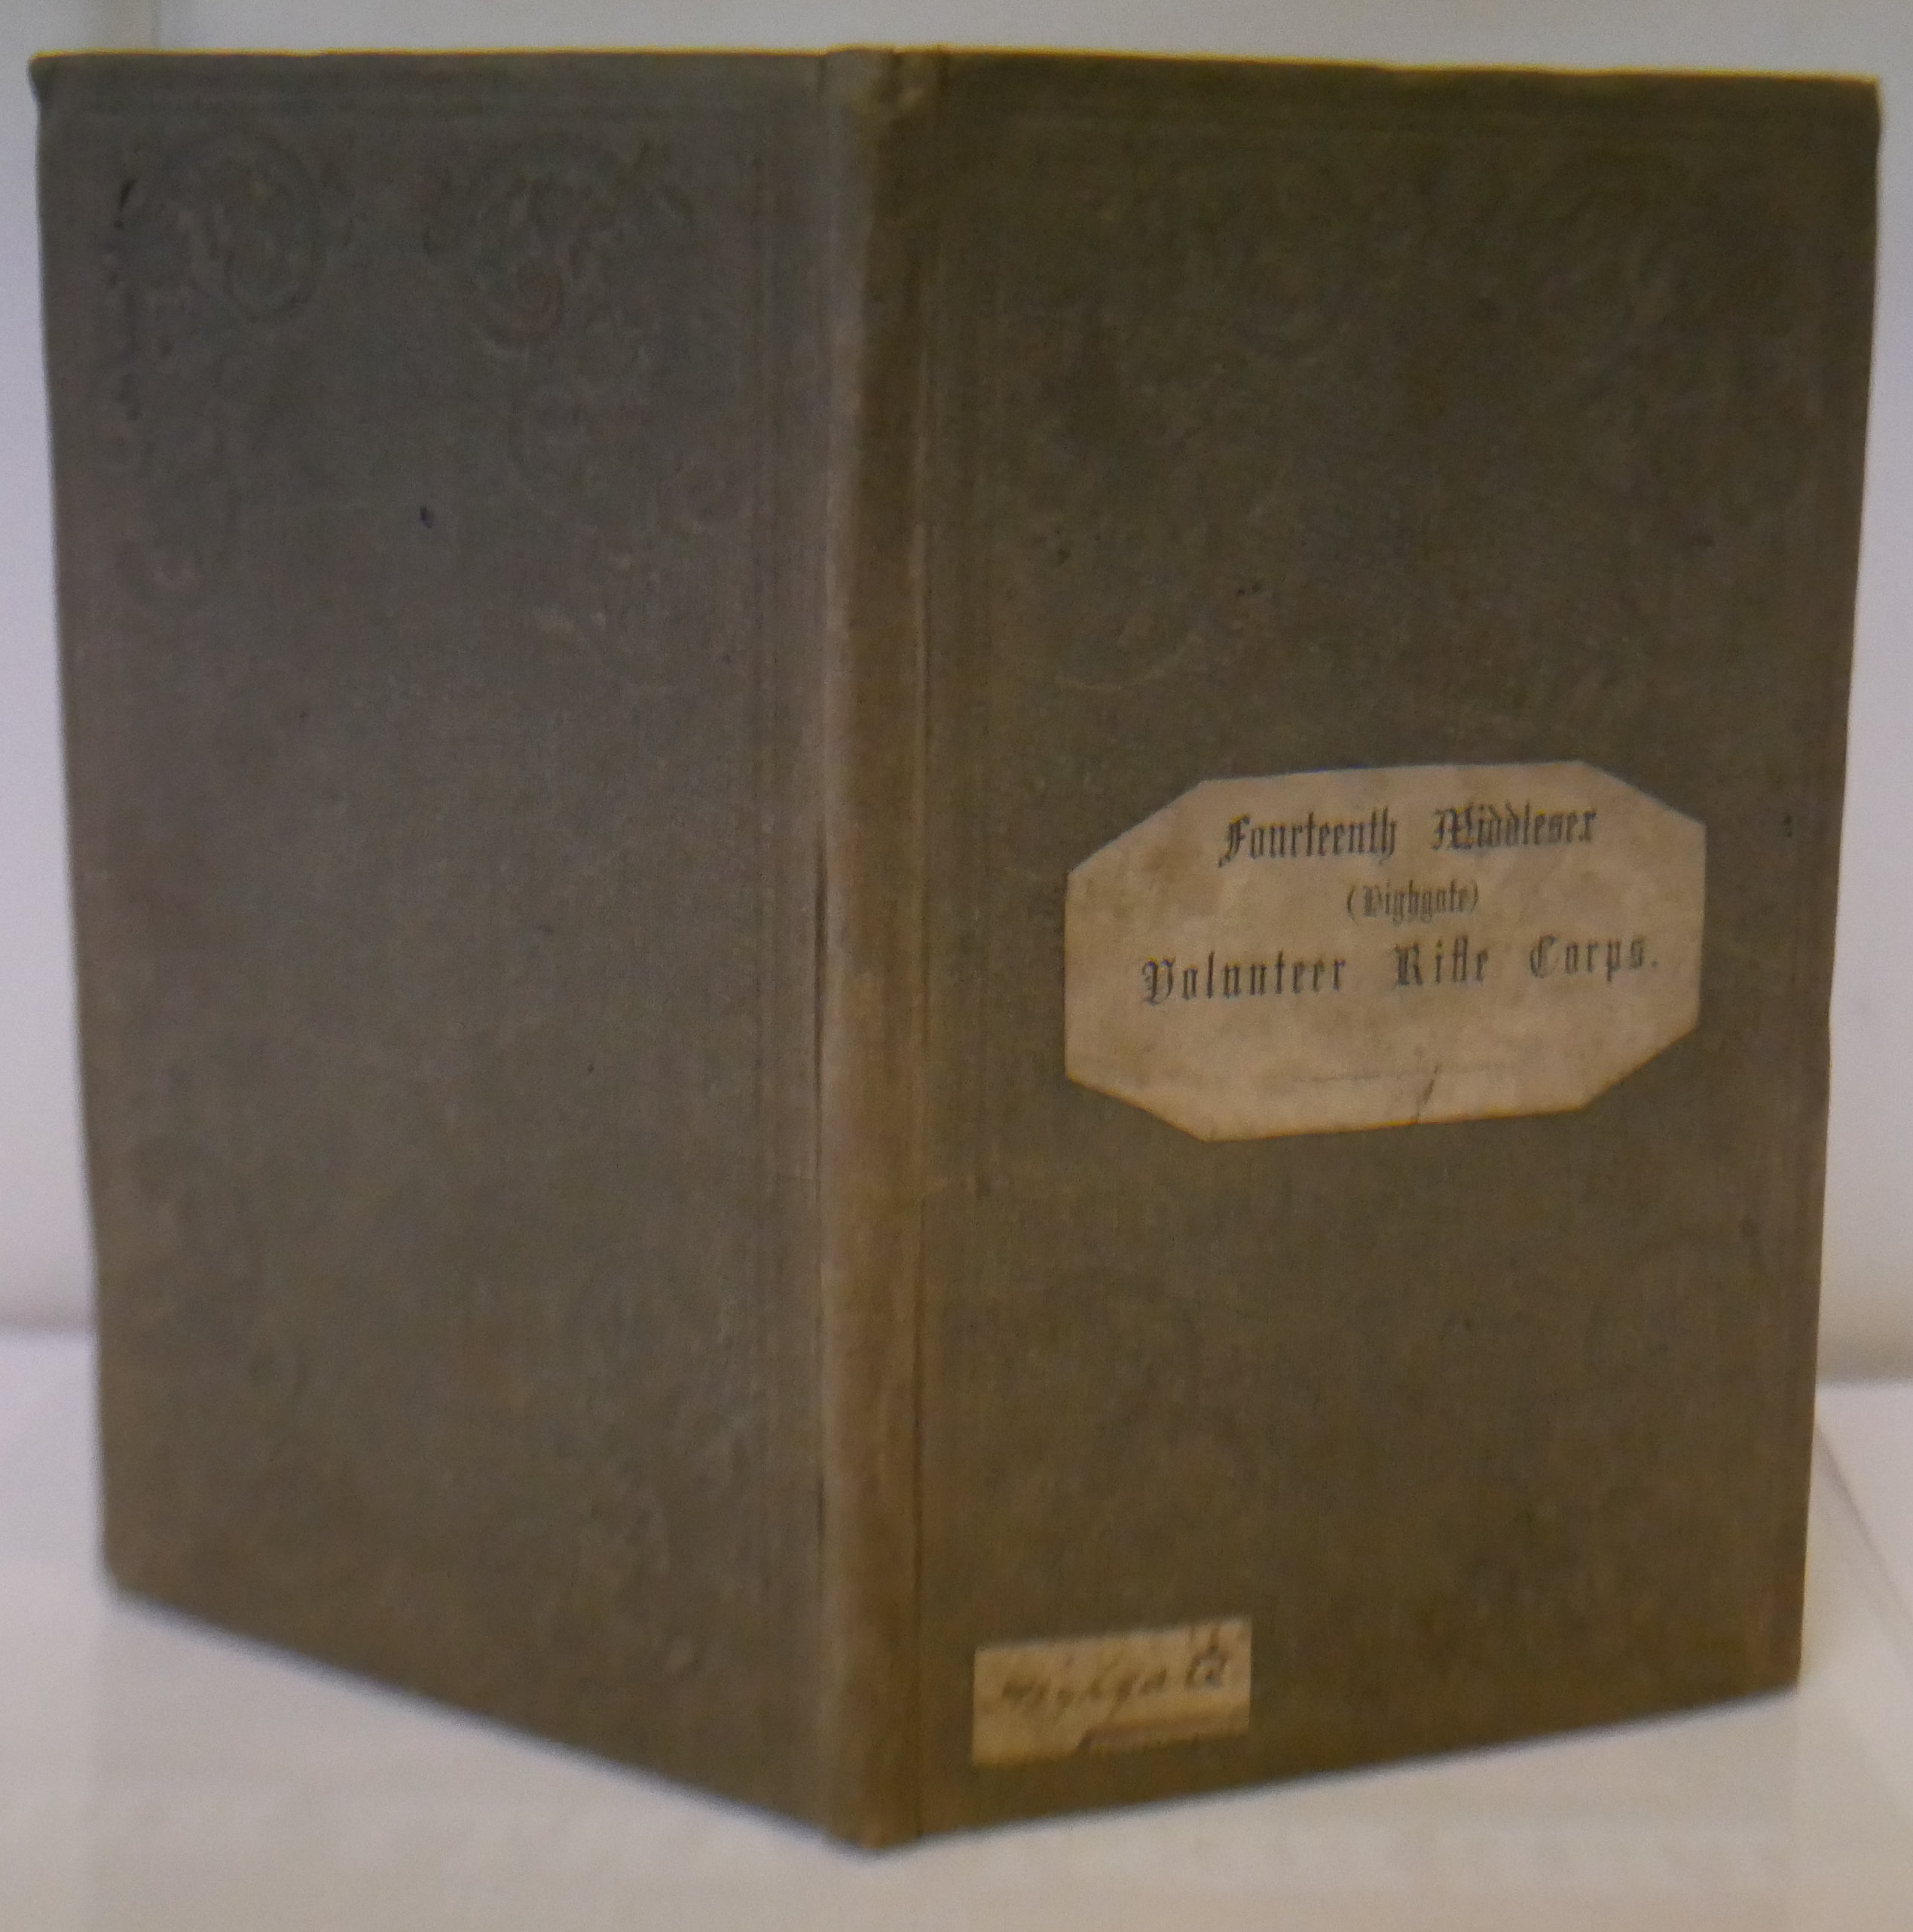 Fourteenth Middlesex
(Highgate)
Volunteer Rifle Corps.
Highgate